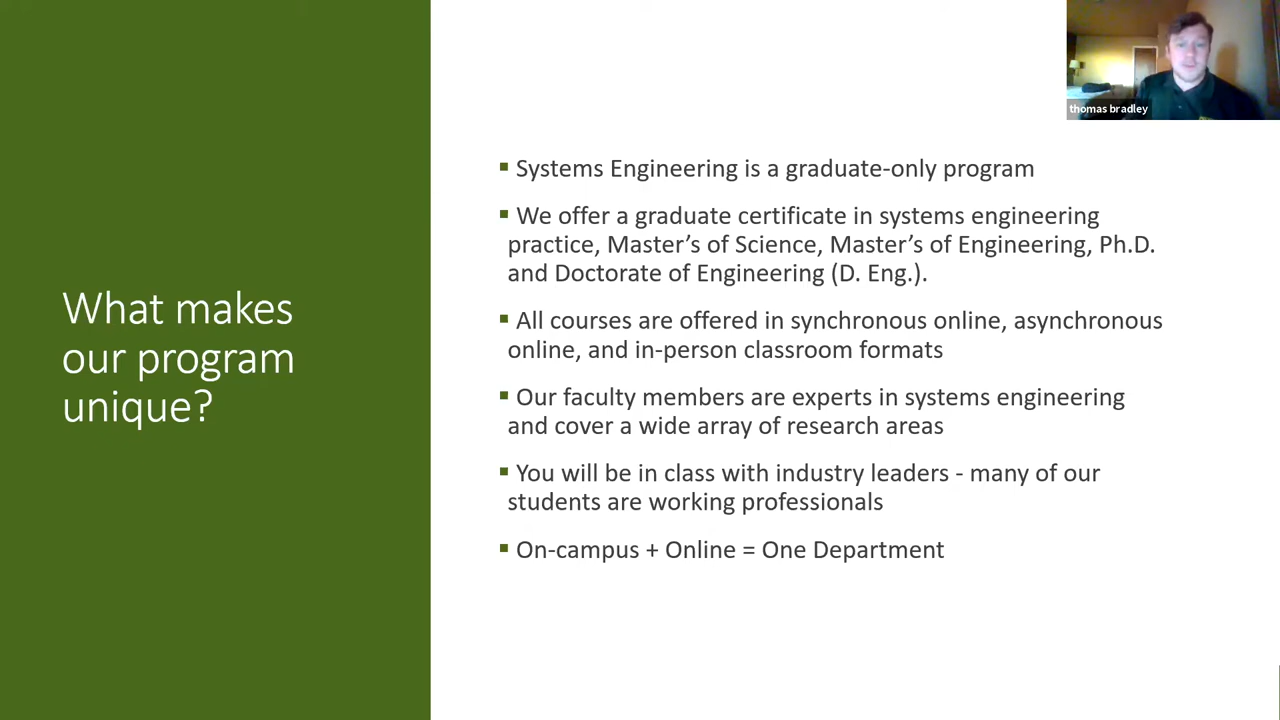 thomas bradley
What makes
our program
unique?
▪ Systems Engineering is a graduate-only program
▪ We offer a graduate certificate in systems engineering
practice, Master’s of Science, Master’s of Engineering, Ph.D.
and Doctorate of Engineering (D. Eng.).
▪ All courses are offered in synchronous online, asynchronous
online, and in-person classroom formats
▪ Our faculty members are experts in systems engineering
and cover a wide array of research areas
▪ You will be in class with industry leaders - many of our
students are working professionals
▪ On-campus + Online = One Department